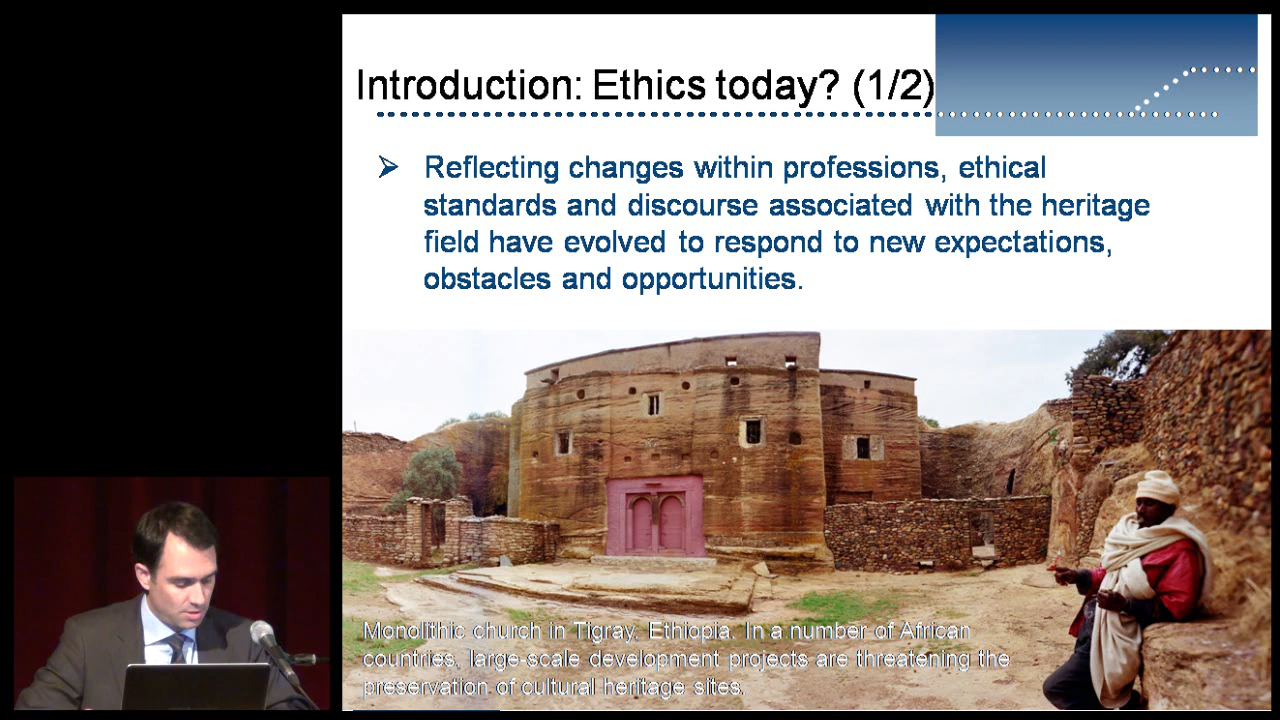 Introduction: Ethics today? (1/2)
Reflecting changes within professions, ethical
standards and discourse associated with the heritage
field have evolved to respond to new expectations,
obstacles and opportunities.
Monolithic church in Tigray, Ethiopia. In a number of African
countries, large-scale development projects are threatening the
preservation of cultural heritage sites.